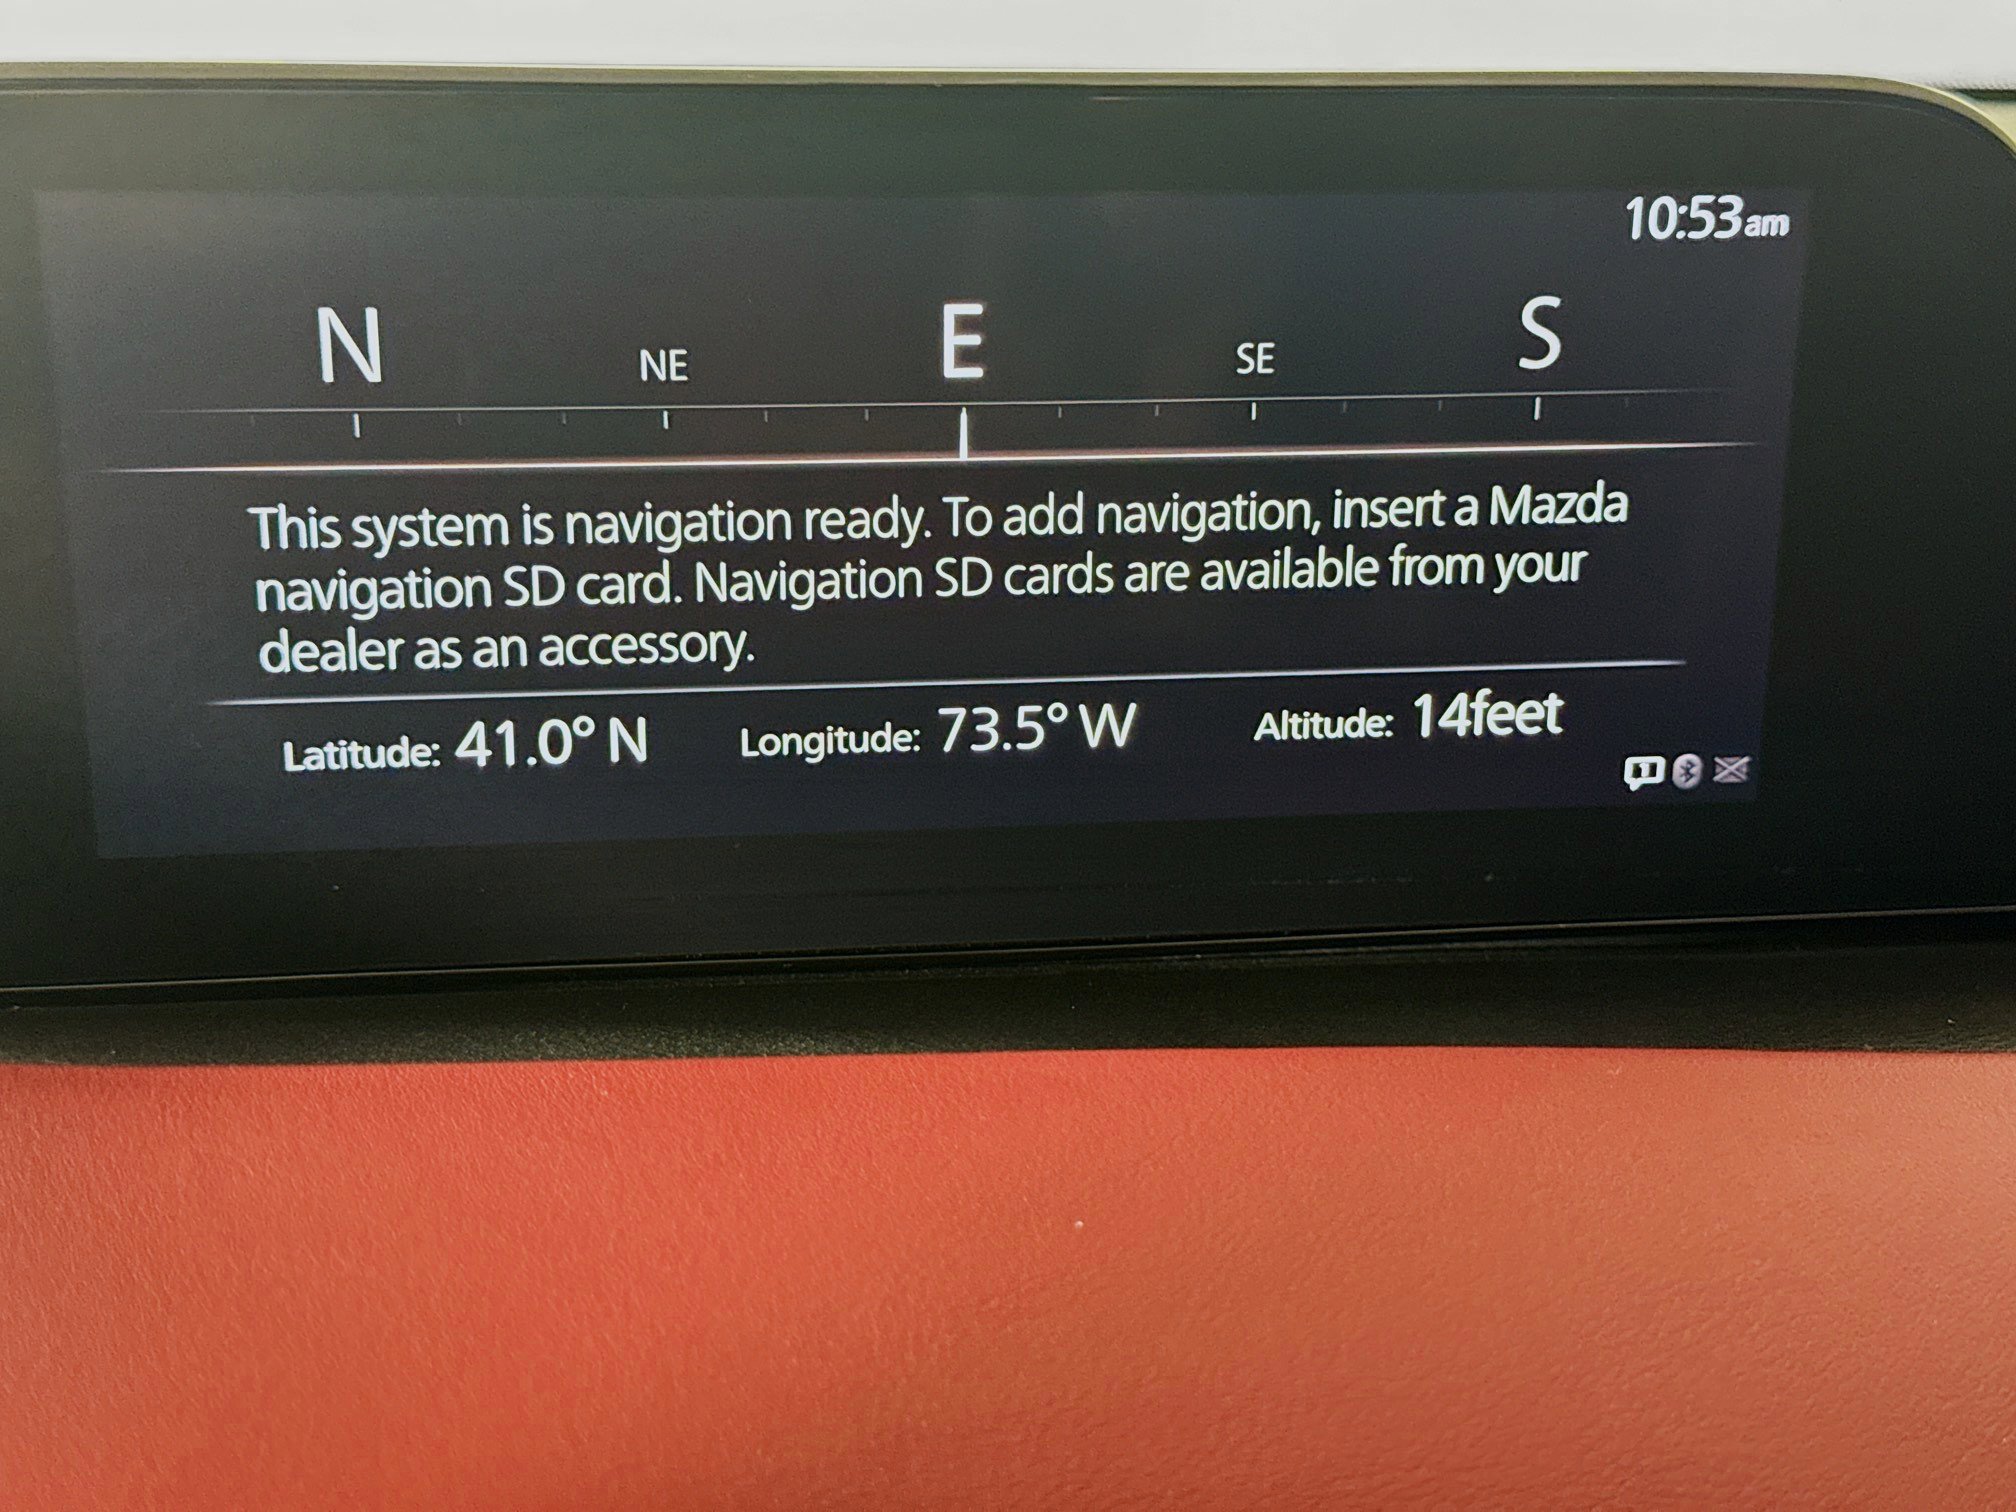 10:53am
N NE E SE S
This system is navigation ready. To add navigation, insert a Mazda
navigation SD card. Navigation SD cards are available from your
dealer as an accessory.
Latitude: 41.0° N Longitude: 73.5° W Altitude: 14feet
1